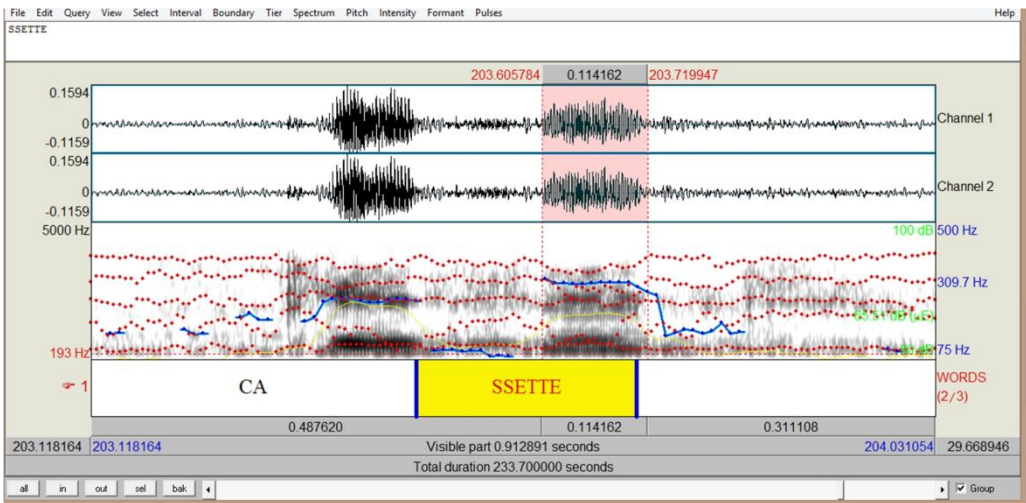 File Edit Query View Select Interval Boundary Tier Spectrum Pitch Intensity Formant Pulses Help
SSETTE
203.605784 0.114162 203.719947
0.1594
0
-0.1159
Channel 1
0.1594
0
-0.1159
Channel 2
5000 Hz 100 dB 500 Hz
309.7 Hz
193 Hz 75 Hz
1 CA SSETTE WORDS
(2/3)
0.487620 0.114162 0.311108
203.118164 203.118164 Visible part 0.912891 seconds 204.031054 29.668946
Total duration 233.700000 seconds
all in out sel bak Group